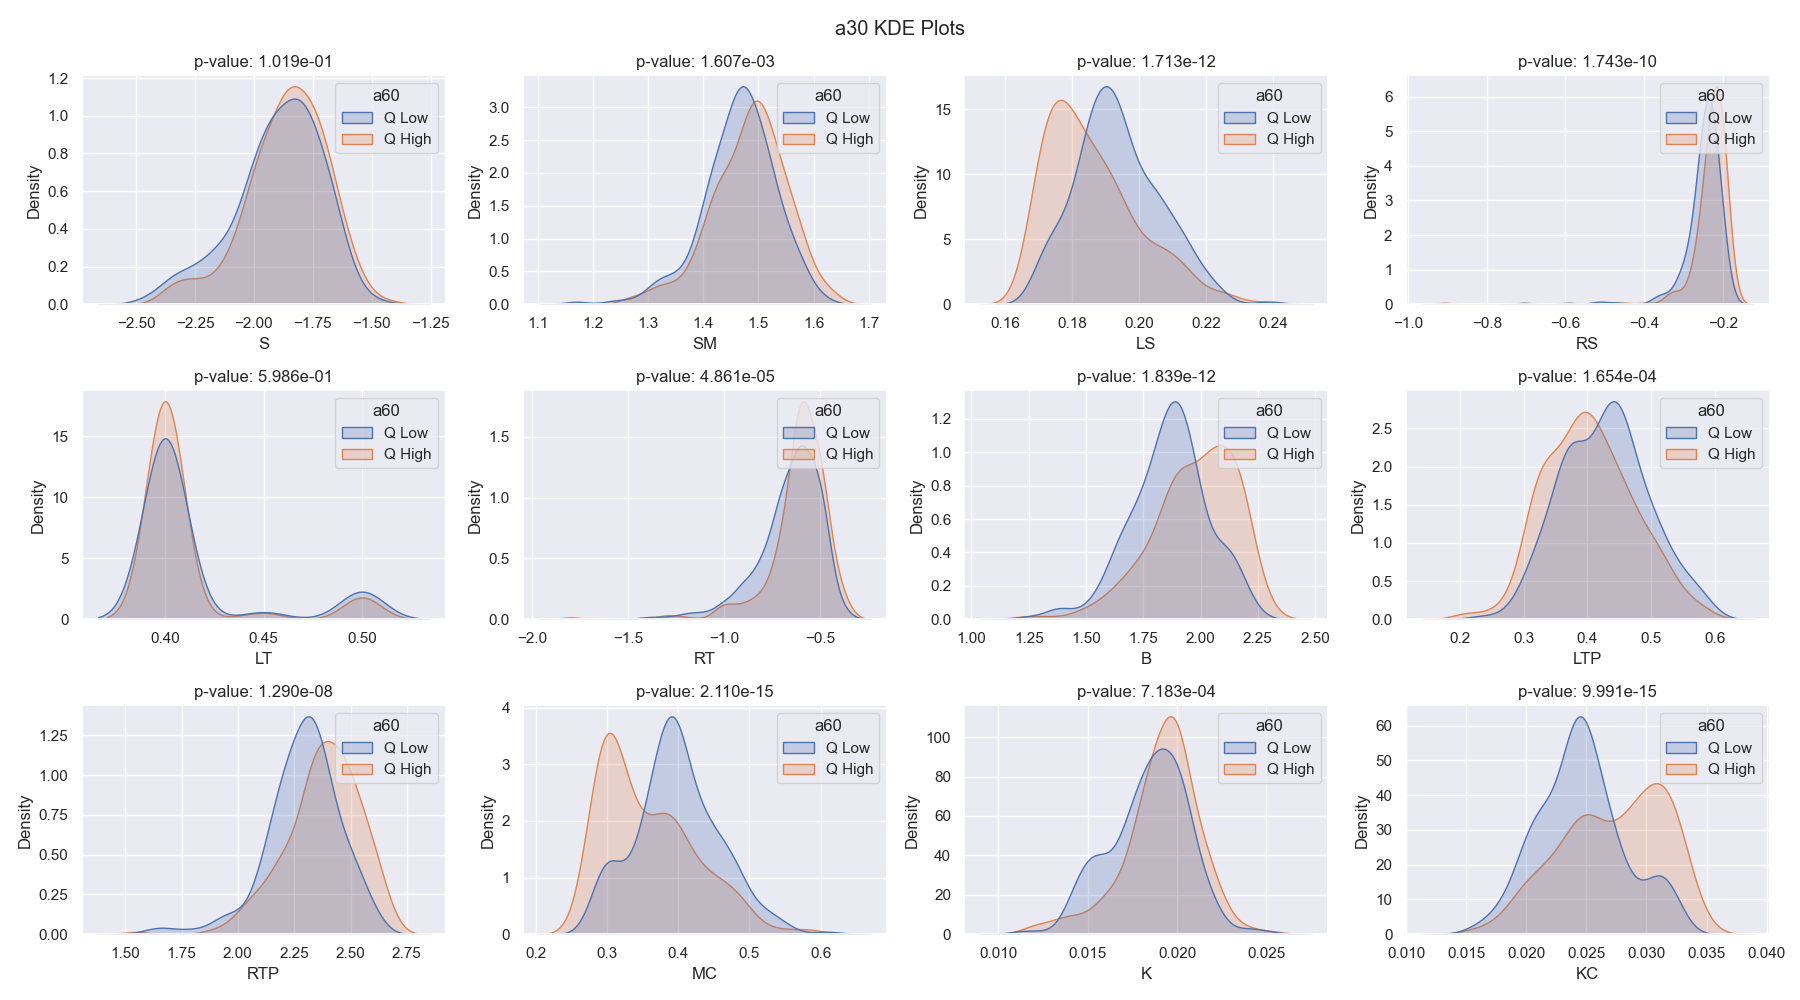 a30 KDE Plots
p-value: 1.019e-01
p-value: 1.607e-03
p-value: 1.713e-12
p-value: 1.743e-10
Density
1.2
1.0
0.8
0.6
0.4
0.2
0.0
a60
Q Low
Q High
−2.50 −2.25 −2.00 −1.75 −1.50 −1.25
S
Density
3.0
2.5
2.0
1.5
1.0
0.5
0.0
a60
Q Low
Q High
1.1 1.2 1.3 1.4 1.5 1.6 1.7
SM
Density
15
10
5
0
a60
Q Low
Q High
0.16 0.18 0.20 0.22 0.24
LS
Density
6
5
4
3
2
1
0
a60
Q Low
Q High
−1.0 −0.8 −0.6 −0.4 −0.2
RS
p-value: 5.986e-01
p-value: 4.861e-05
p-value: 1.839e-12
p-value: 1.654e-04
Density
15
10
5
0
a60
Q Low
Q High
0.40 0.45 0.50
LT
Density
1.5
1.0
0.5
0.0
a60
Q Low
Q High
−2.0 −1.5 −1.0 −0.5
RT
Density
1.2
1.0
0.8
0.6
0.4
0.2
0.0
a60
Q Low
Q High
1.00 1.25 1.50 1.75 2.00 2.25 2.50
B
Density
2.5
2.0
1.5
1.0
0.5
0.0
a60
Q Low
Q High
0.2 0.3 0.4 0.5 0.6
LTP
p-value: 1.290e-08
p-value: 2.110e-15
p-value: 7.183e-04
p-value: 9.991e-15
Density
1.25
1.00
0.75
0.50
0.25
0.00
a60
Q Low
Q High
1.50 1.75 2.00 2.25 2.50 2.75
RTP
Density
4
3
2
1
0
a60
Q Low
Q High
0.2 0.3 0.4 0.5 0.6
MC
Density
100
80
60
40
20
0
a60
Q Low
Q High
0.010 0.015 0.020 0.025
K
Density
60
50
40
30
20
10
0
a60
Q Low
Q High
0.010 0.015 0.020 0.025 0.030 0.035 0.040
KC